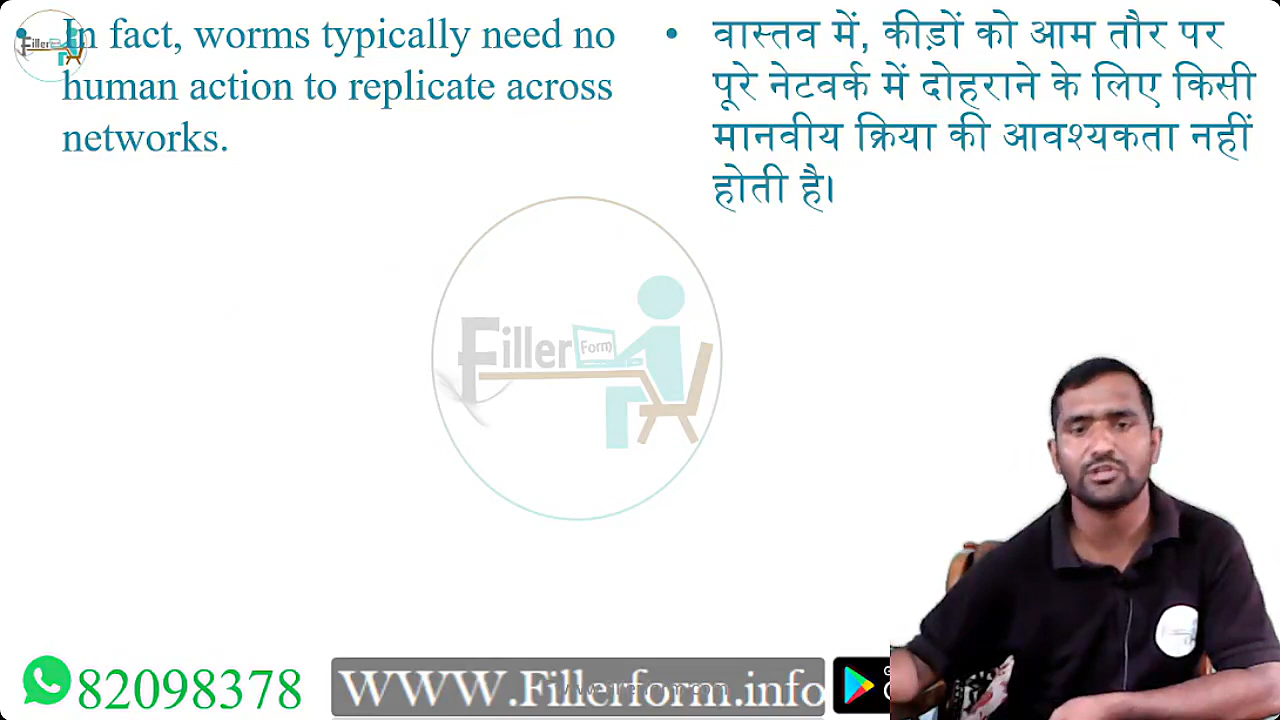 In fact, worms typically need no
human action to replicate across
networks.
वास्तव में, कीड़ों को आम तौर पर
पूरे नेटवर्क में दोहराने के लिए किसी
मानवीय क्रिया की आवश्यकता नहीं
होती है।
Filler
Filler Form
82098378
WWW.Fillerform.info